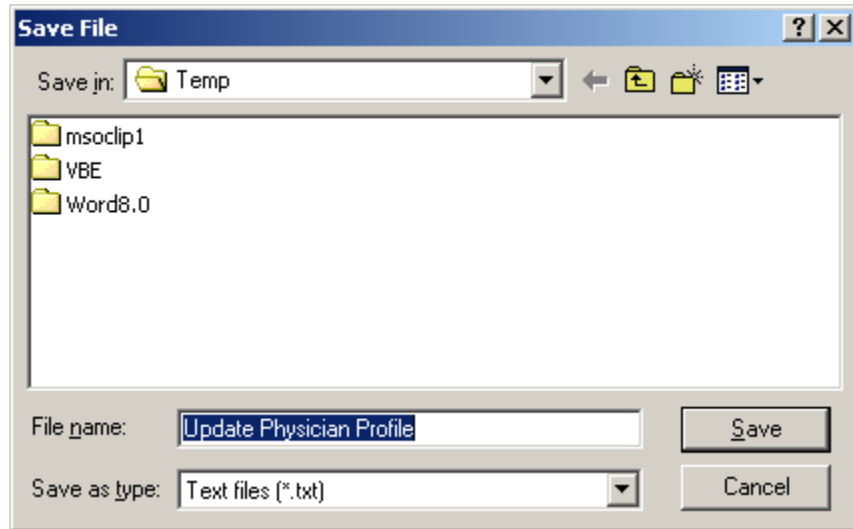 Save File
Save in: Temp
msoclip1
VBE
Word8.0
File name: Update Physician Profile Save
Save as type: Text files (*.txt) Cancel